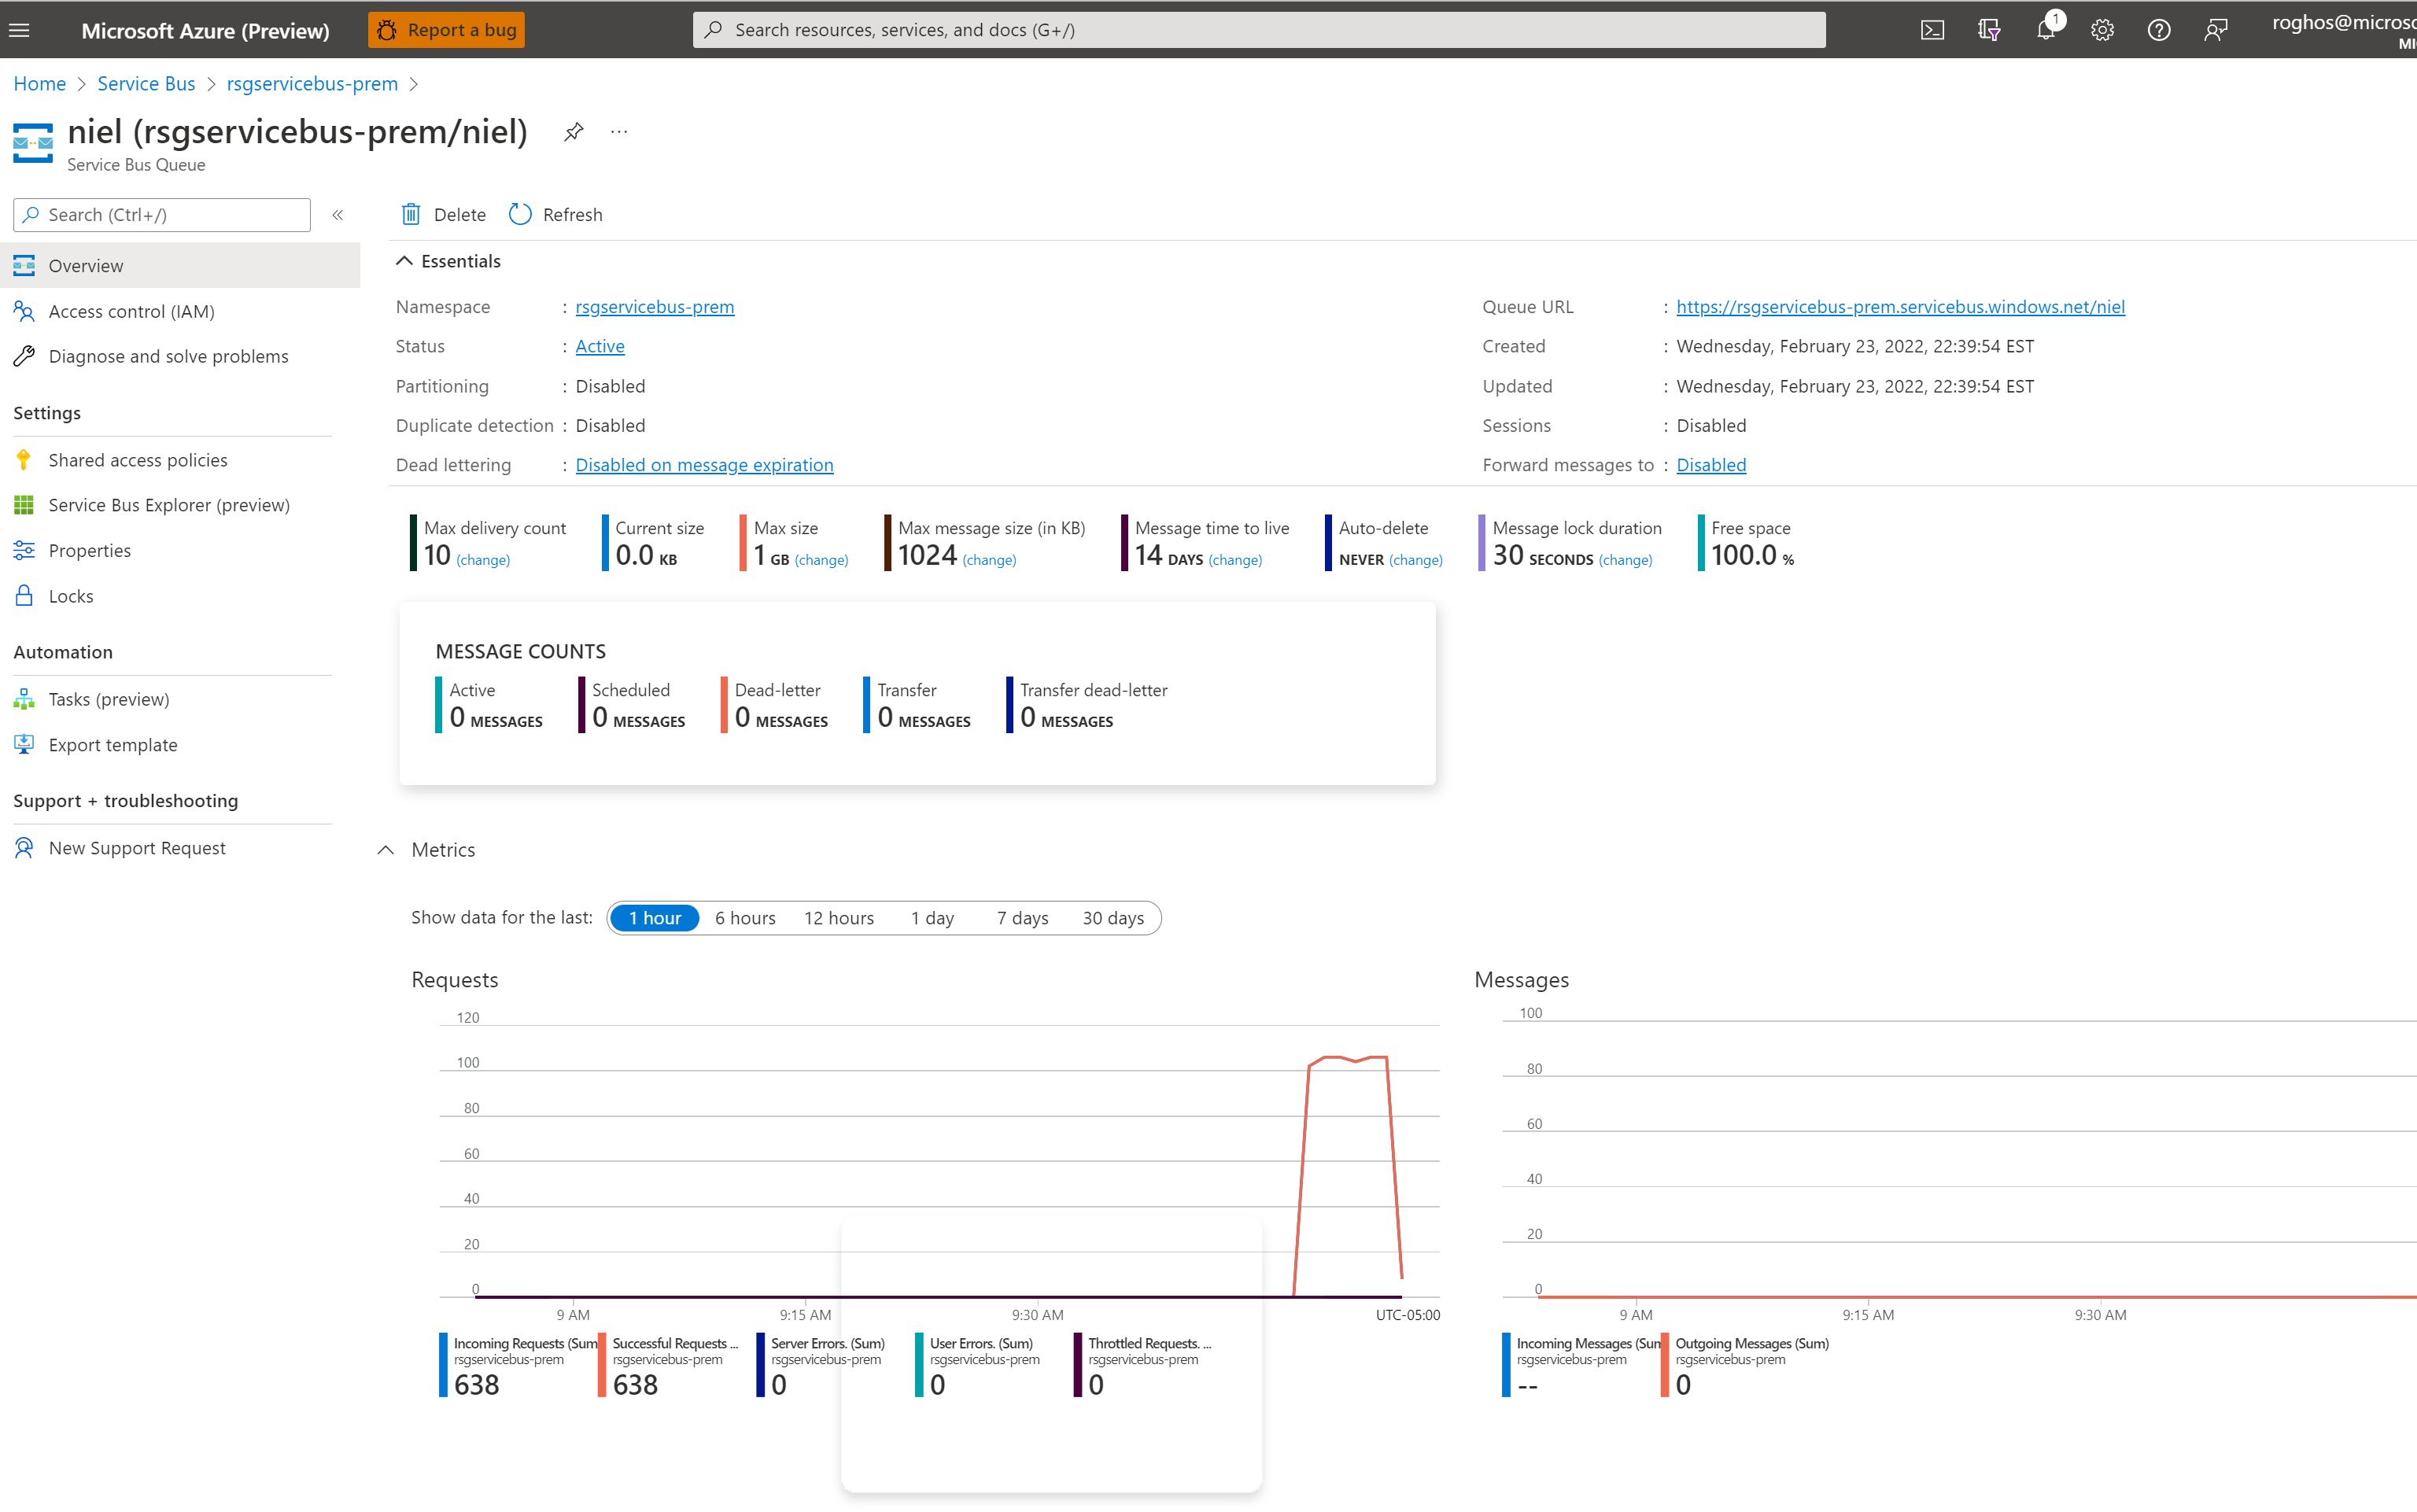 Microsoft Azure (Preview)
Report a bug
Search resources, services, and docs (G+/)
1
roghos@microso
MI
Home > Service Bus > rsgservicebus-prem >
niel (rsgservicebus-prem/niel)
Service Bus Queue
Search (Ctrl+/)
«
Overview
Access control (IAM)
Diagnose and solve problems
Settings
Shared access policies
Service Bus Explorer (preview)
Properties
Locks
Automation
Tasks (preview)
Export template
Support + troubleshooting
New Support Request
Delete
Refresh
Essentials
Namespace : rsgservicebus-prem
Status : Active
Partitioning : Disabled
Duplicate detection : Disabled
Dead lettering : Disabled on message expiration
Queue URL : https://rsgservicebus-prem.servicebus.windows.net/niel
Created : Wednesday, February 23, 2022, 22:39:54 EST
Updated : Wednesday, February 23, 2022, 22:39:54 EST
Sessions : Disabled
Forward messages to : Disabled
Max delivery count
10 (change)
Current size
0.0 KB
Max size
1 GB (change)
Max message size (in KB)
1024 (change)
Message time to live
14 DAYS (change)
Auto-delete
NEVER (change)
Message lock duration
30 SECONDS (change)
Free space
100.0 %
MESSAGE COUNTS
Active
0 MESSAGES
Scheduled
0 MESSAGES
Dead-letter
0 MESSAGES
Transfer
0 MESSAGES
Transfer dead-letter
0 MESSAGES
Metrics
Show data for the last: 1 hour 6 hours 12 hours 1 day 7 days 30 days
Requests
120
100
80
60
40
20
0
9 AM 9:15 AM 9:30 AM UTC-05:00
Incoming Requests (Sum
rsgservicebus-prem
638
Successful Requests ...
rsgservicebus-prem
638
Server Errors. (Sum)
rsgservicebus-prem
0
User Errors. (Sum)
rsgservicebus-prem
0
Throttled Requests. ...
rsgservicebus-prem
0
Messages
100
80
60
40
20
0
9 AM 9:15 AM 9:30 AM
Incoming Messages (Sun
rsgservicebus-prem
--
Outgoing Messages (Sum)
rsgservicebus-prem
0